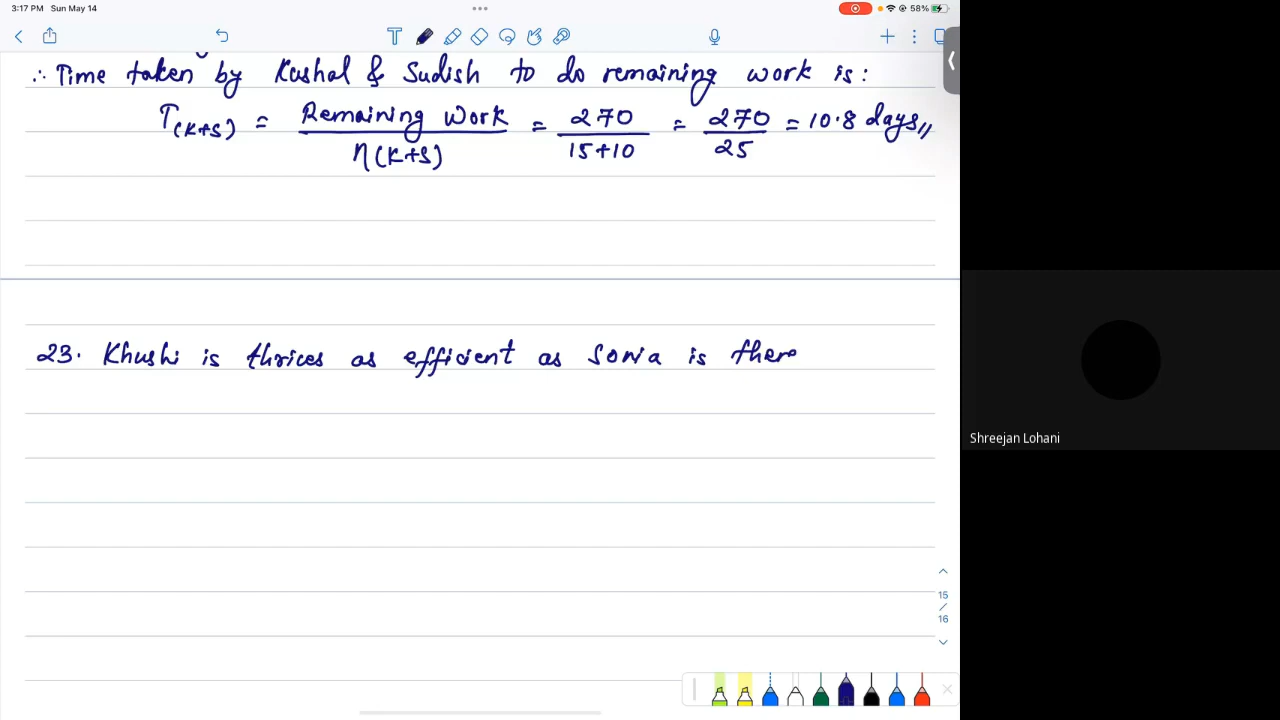 3:17 PM Sun May 14
58%
T
∴ Time taken by Kushal & Sudish to do remaining work is:
T(K+S) = Remaining Work / η(K+S) = 270 / 15+10 = 270 / 25 = 10.8 days,,
23. Khushi is thrices as efficient as Sonia is there
Shreejan Lohani
15
/
16